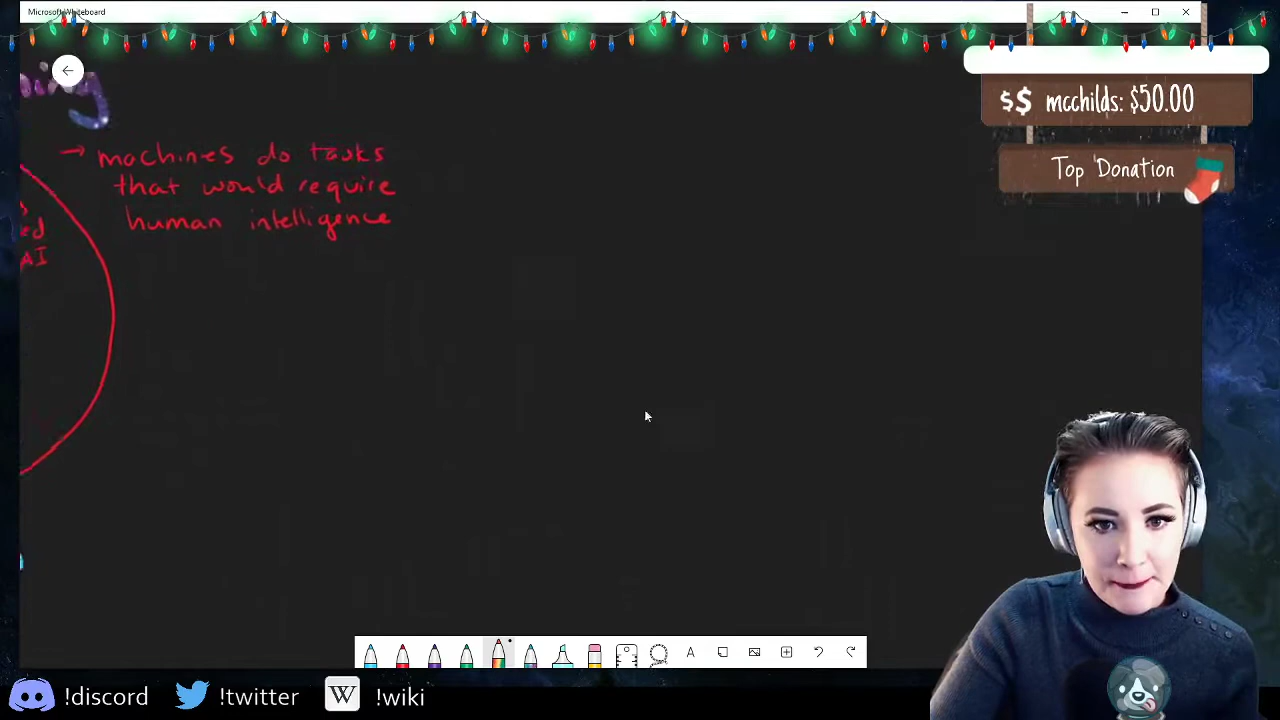 Microsoft Whiteboard
→ machines do tasks
that would require
human intelligence
ed
AI
$$ mcchilds: $50.00
Top Donation
A
!discord
!twitter
W !wiki